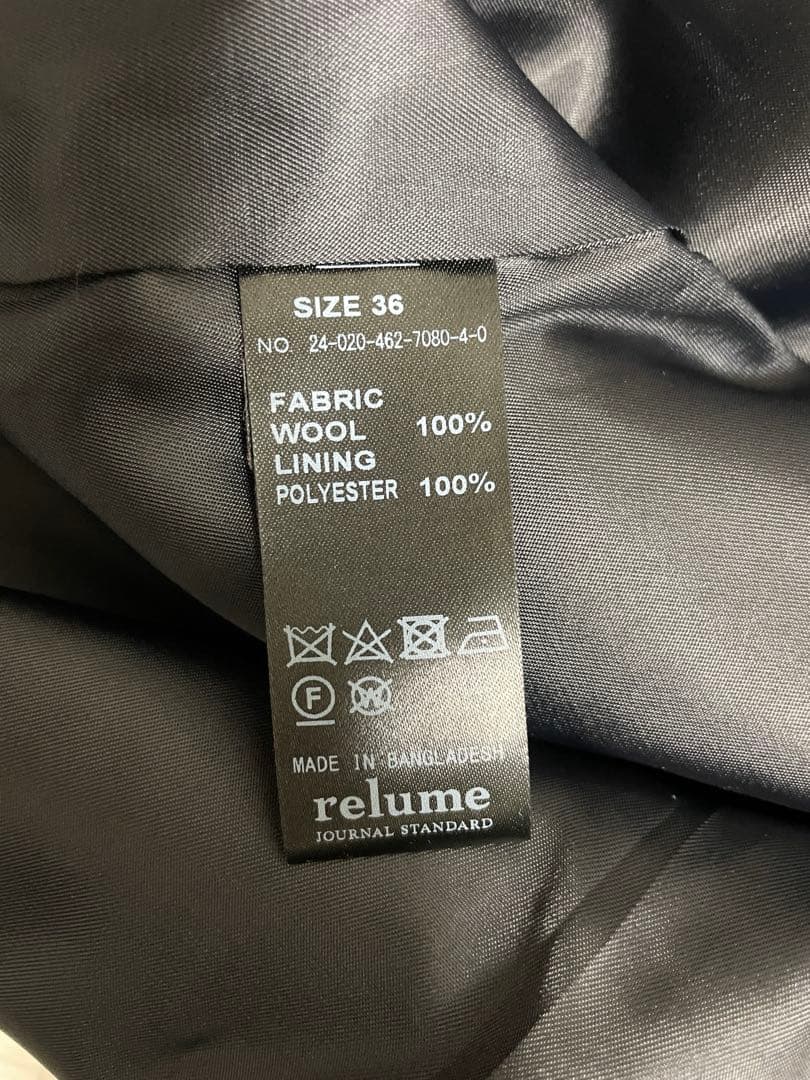 SIZE 36
NO. 24-020-462-7080-4-0
FABRIC
WOOL 100%
LINING
POLYESTER 100%
F
W
MADE IN BANGLADESH
relume
JOURNAL STANDARD